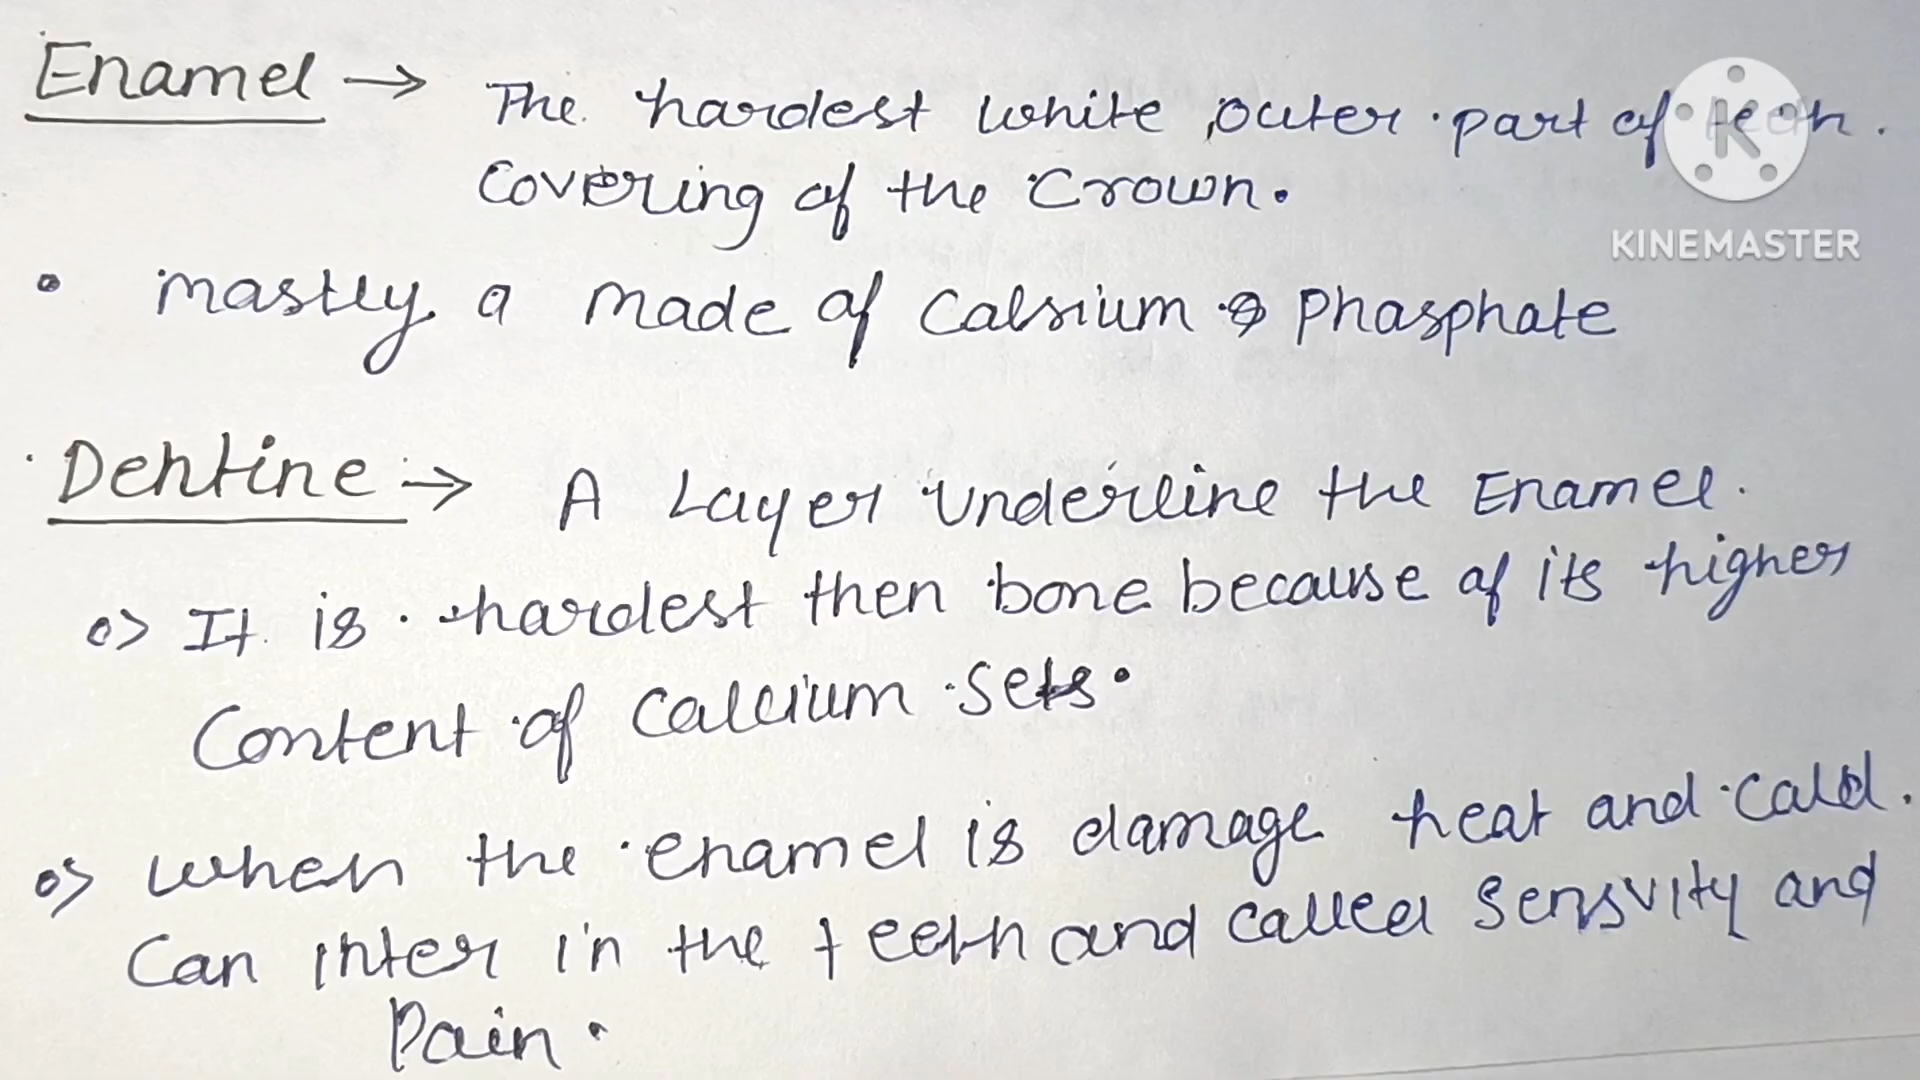 Enamel → The hardest white outer part of teeth.
Covering of the Crown.
• mastly a made of Calsium Phasphate
Dentine → A Layer underline the Enamel.
It is hardest then bone because of its higher
Content of Calcium sets.
when the enamel is damage heat and cald.
Can inter in the teeth and called sensvity and
Pain.
KINEMASTER